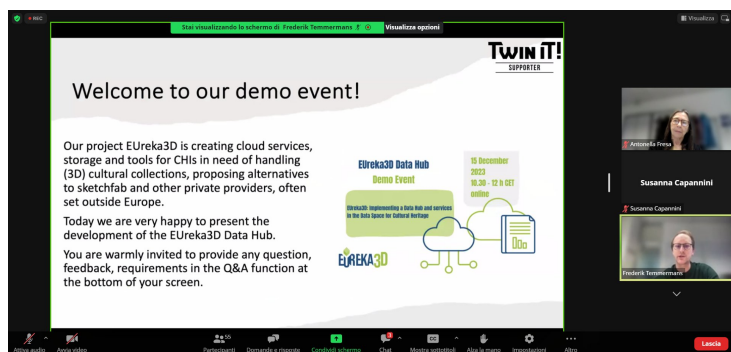 REC
Stai visualizzando lo schermo di Frederik Temmermans
Visualizza opzioni
Visualizza
TWIN iT!
SUPPORTER
Welcome to our demo event!
Our project EUreka3D is creating cloud services,
storage and tools for CHIs in need of handling
(3D) cultural collections, proposing alternatives
to sketchfab and other private providers, often
set outside Europe.
Today we are very happy to present the
development of the EUreka3D Data Hub.
You are warmly invited to provide any question,
feedback, requirements in the Q&A function at
the bottom of your screen.
EUreka3D Data Hub
Demo Event
15 December
2023
10.30 - 12 h CET
online
EUreka3D: Implementing a Data Hub and services
in the Data Space for Cultural Heritage
EUREKA3D
Antonella Fresa
Susanna Capannini
Susanna Capannini
Frederik Temmermans
Attiva audio
Avvia video
55
Partecipanti
Domande e risposte
Condividi schermo
Chat
CC
Mostra sottotitoli
Alza la mano
Impostazioni
Altro
Lascia